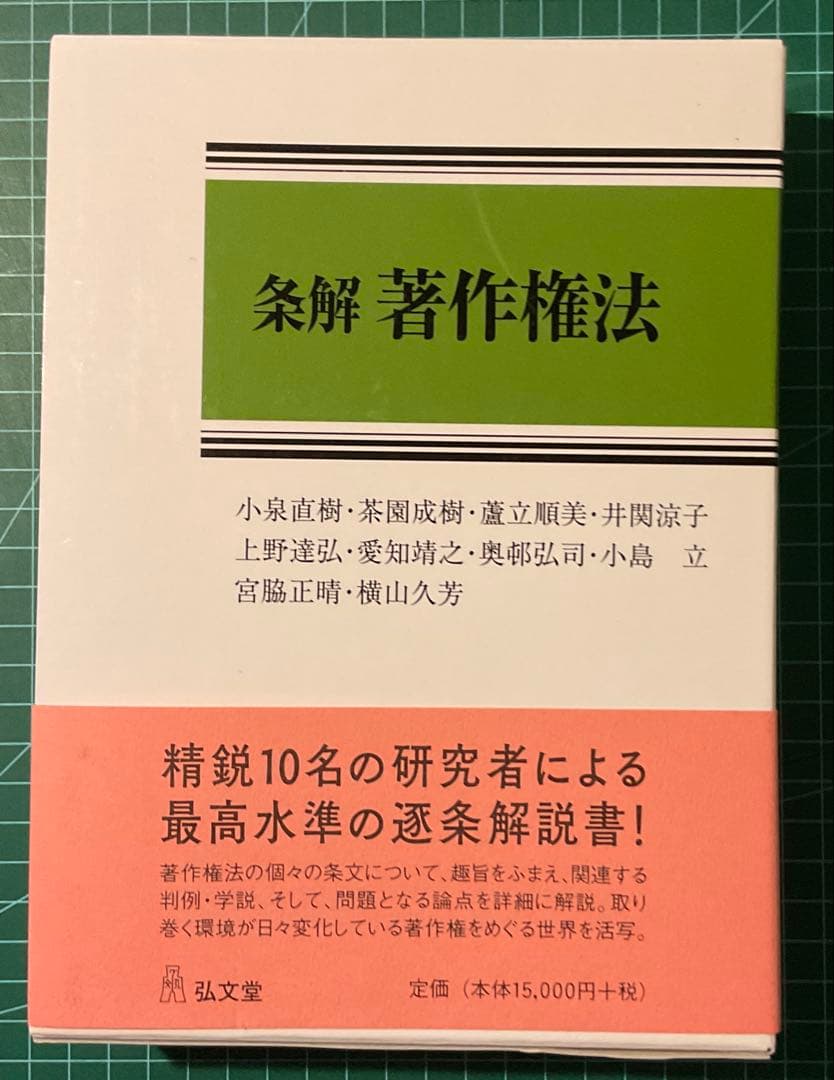 条解 著作権法
小泉直樹・茶園成樹・蘆立順美・井関涼子
上野達弘・愛知靖之・奥邨弘司・小島　立
宮脇正晴・横山久芳
精鋭10名の研究者による
最高水準の逐条解説書！
著作権法の個々の条文について、趣旨をふまえ、関連する
判例・学説、そして、問題となる論点を詳細に解説。取り
巻く環境が日々変化している著作権をめぐる世界を活写。
弘文堂
定価（本体15,000円＋税）